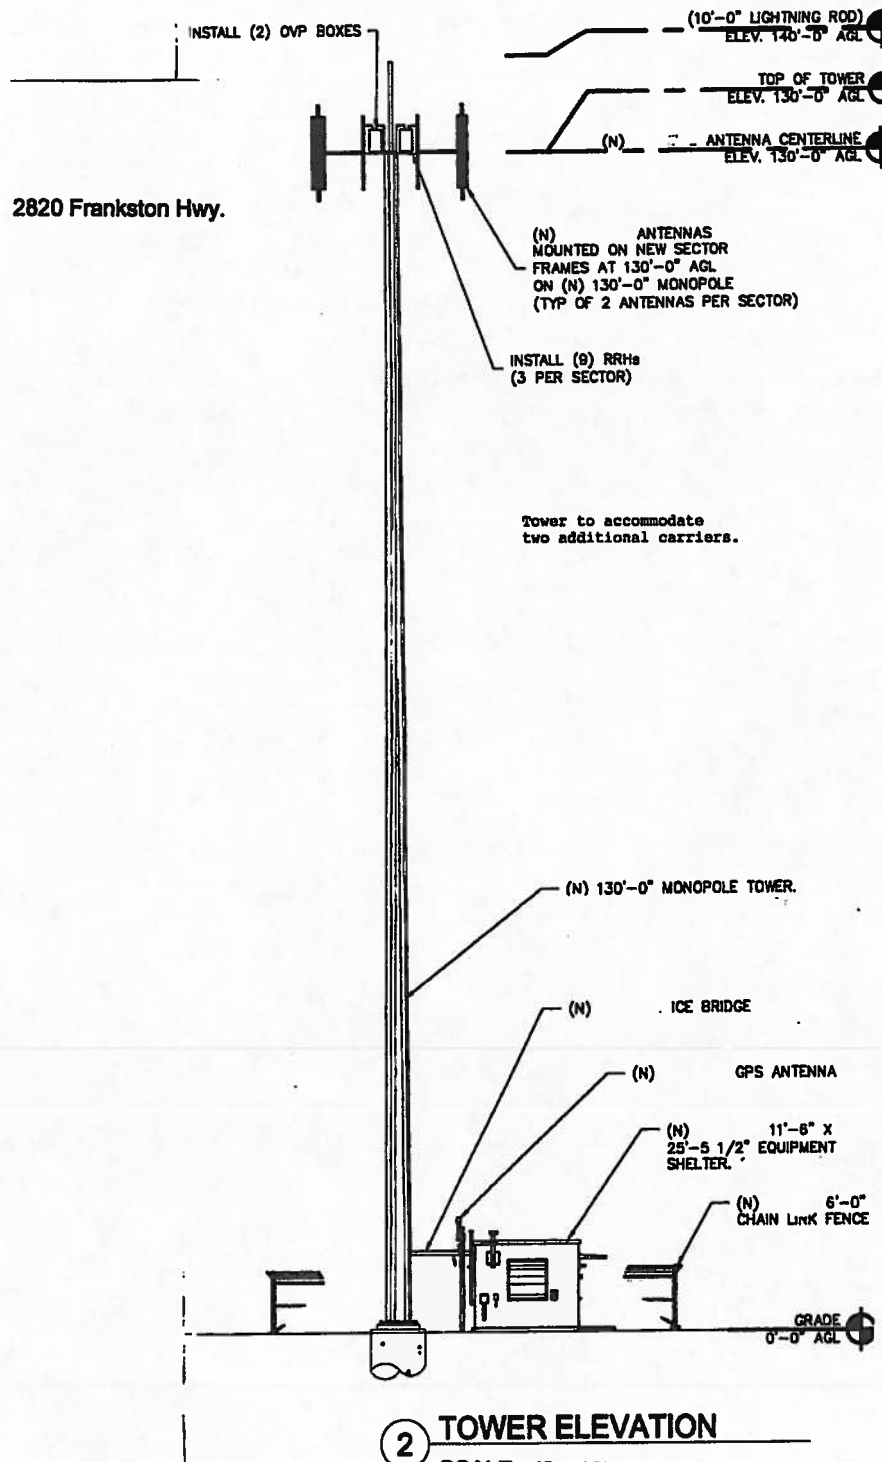 INSTALL (2) OVP BOXES
(10'-0" LIGHTNING ROD)
ELEV. 140'-0" AGL
TOP OF TOWER
ELEV. 130'-0" AGL
(N) ANTENNA CENTERLINE
ELEV. 130'-0" AGL
2820 Frankston Hwy.
(N) ANTENNAS
MOUNTED ON NEW SECTOR
FRAMES AT 130'-0" AGL
ON (N) 130'-0" MONOPOLE
(TYP OF 2 ANTENNAS PER SECTOR)
INSTALL (9) RRHs
(3 PER SECTOR)
Tower to accommodate
two additional carriers.
(N) 130'-0" MONOPOLE TOWER.
(N) ICE BRIDGE
(N) GPS ANTENNA
(N) 11'-6" X
25'-5 1/2" EQUIPMENT
SHELTER.
(N) 6'-0"
CHAIN LINK FENCE
GRADE
0'-0" AGL
2 TOWER ELEVATION